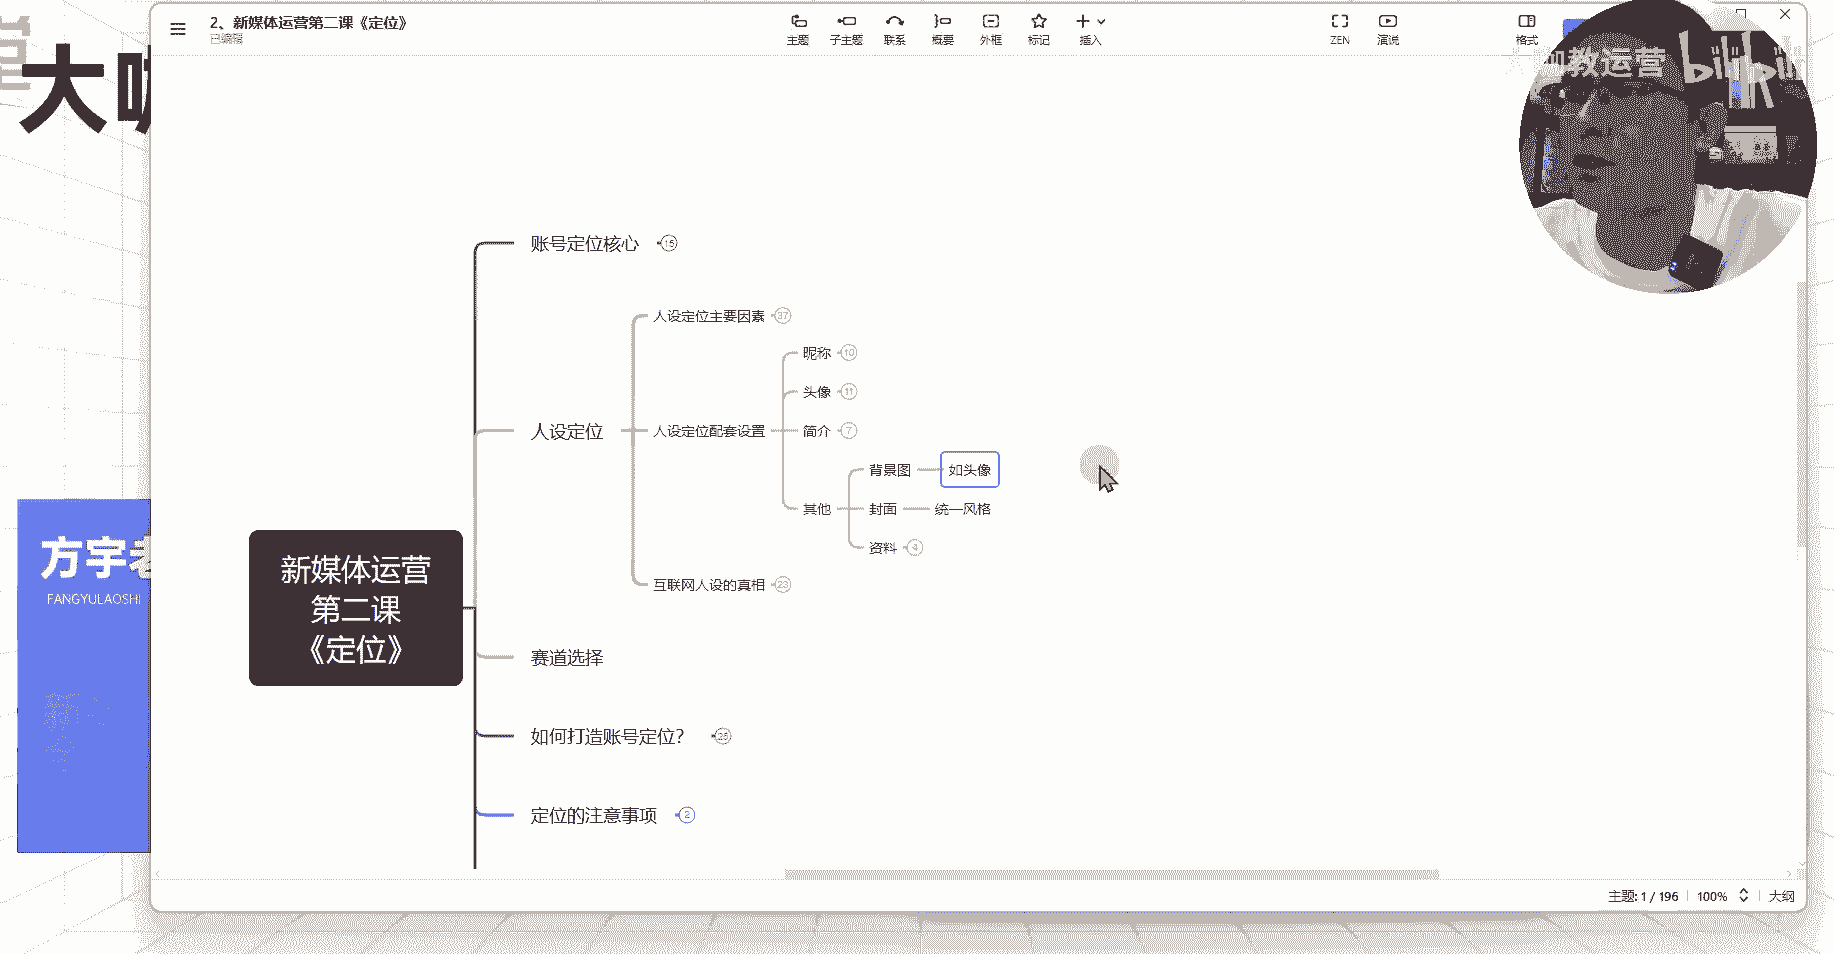 2、新媒体运营第二课《定位》
已编辑
主题
子主题
联系
概要
外框
标记
插入
ZEN
演说
格式
教运营
bilibili
大咖
账号定位核心 15
人设定位主要因素 37
昵称 10
头像 11
人设定位
人设定位配套设置
简介 7
背景图
如头像
其他
封面
统一风格
资料 4
互联网人设的真相 23
方宇老
FANGYULAOSHI
新媒体运营
第二课
《定位》
赛道选择
如何打造账号定位？ 26
定位的注意事项 2
主题: 1 / 196
100%
大纲